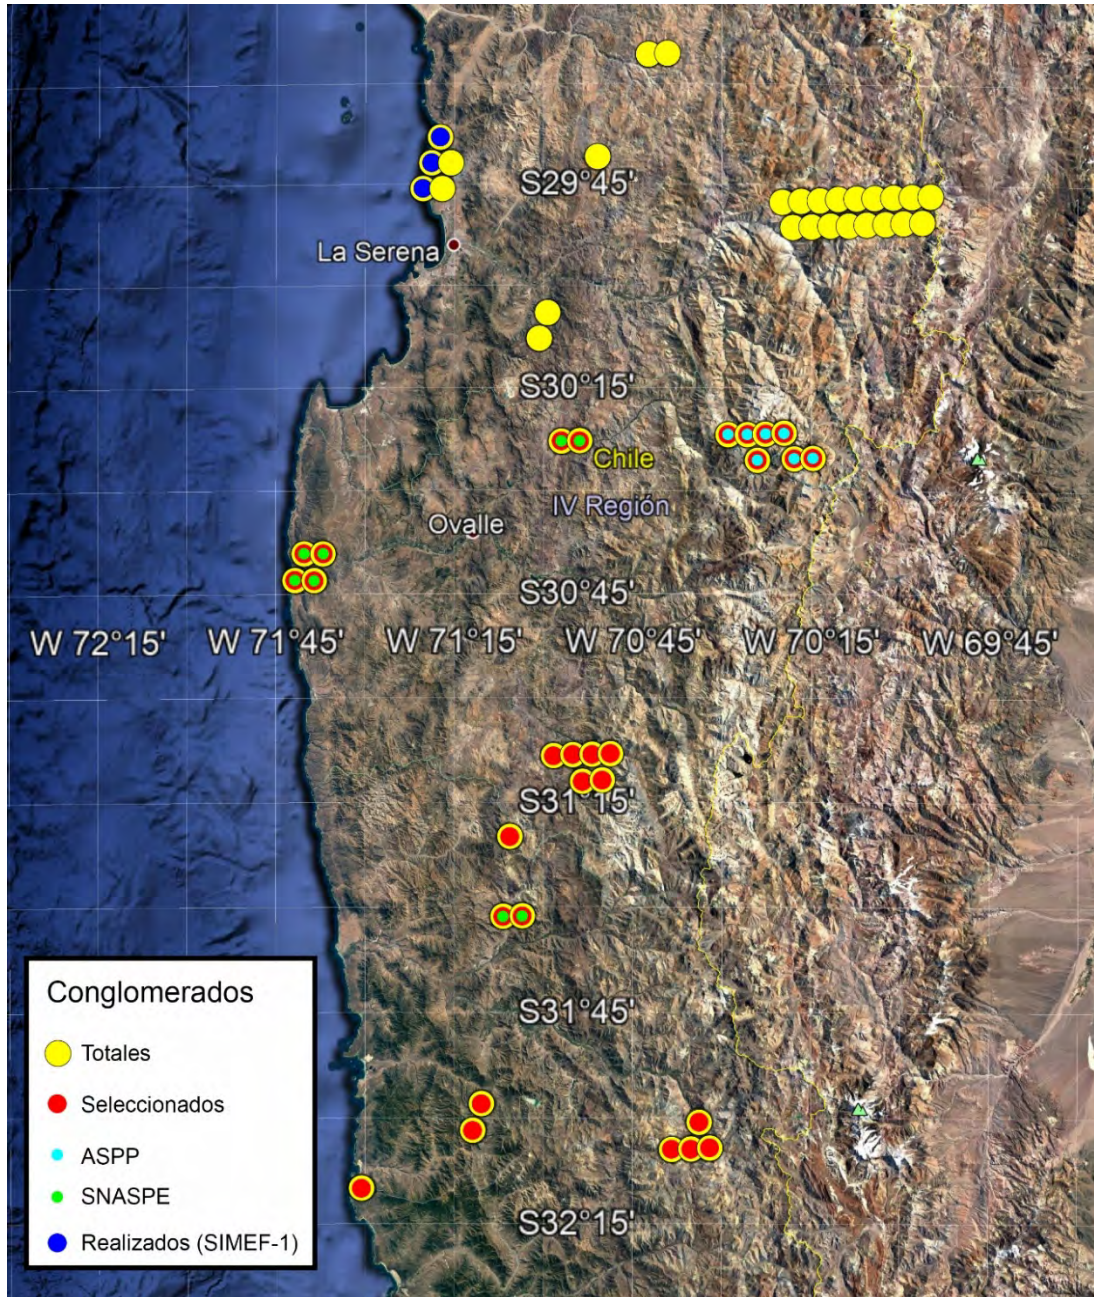 S29°45'
La Serena
S30°15'
Chile
IV Región
Ovalle
S30°45'
W 72°15' W 71°45' W 71°15' W 70°45' W 70°15' W 69°45'
S31°15'
S31°45'
S32°15'
Conglomerados
Totales
Seleccionados
ASPP
SNASPE
Realizados (SIMEF-1)